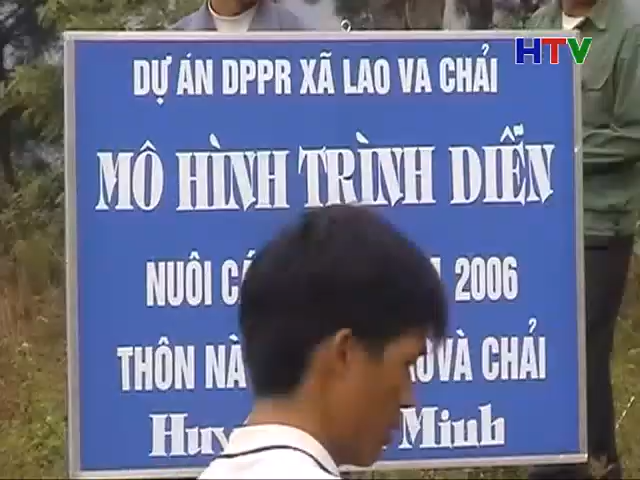 HTV
DỰ ÁN DPPR XÃ LAO VA CHẢI
MÔ HÌNH TRÌNH DIỄN
NUÔI CÁ 2006
THÔN NÀ VÀ CHẢI
Minh